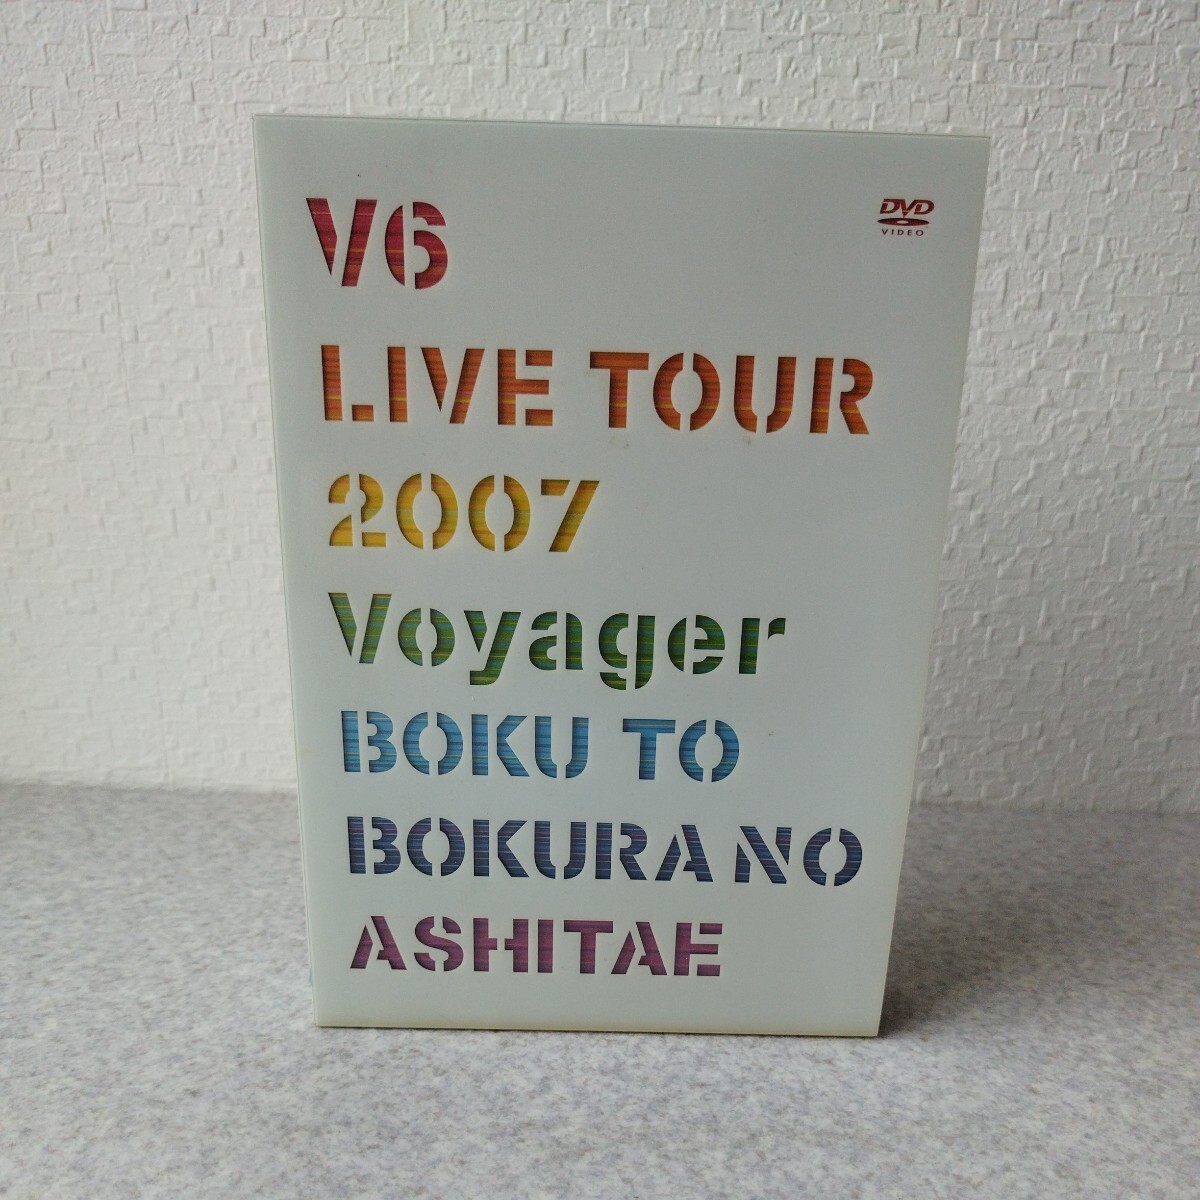 V6
DVD
VIDEO
LIVE TOUR
2007
Voyager
BOKU TO
BOKURA NO
ASHITAE